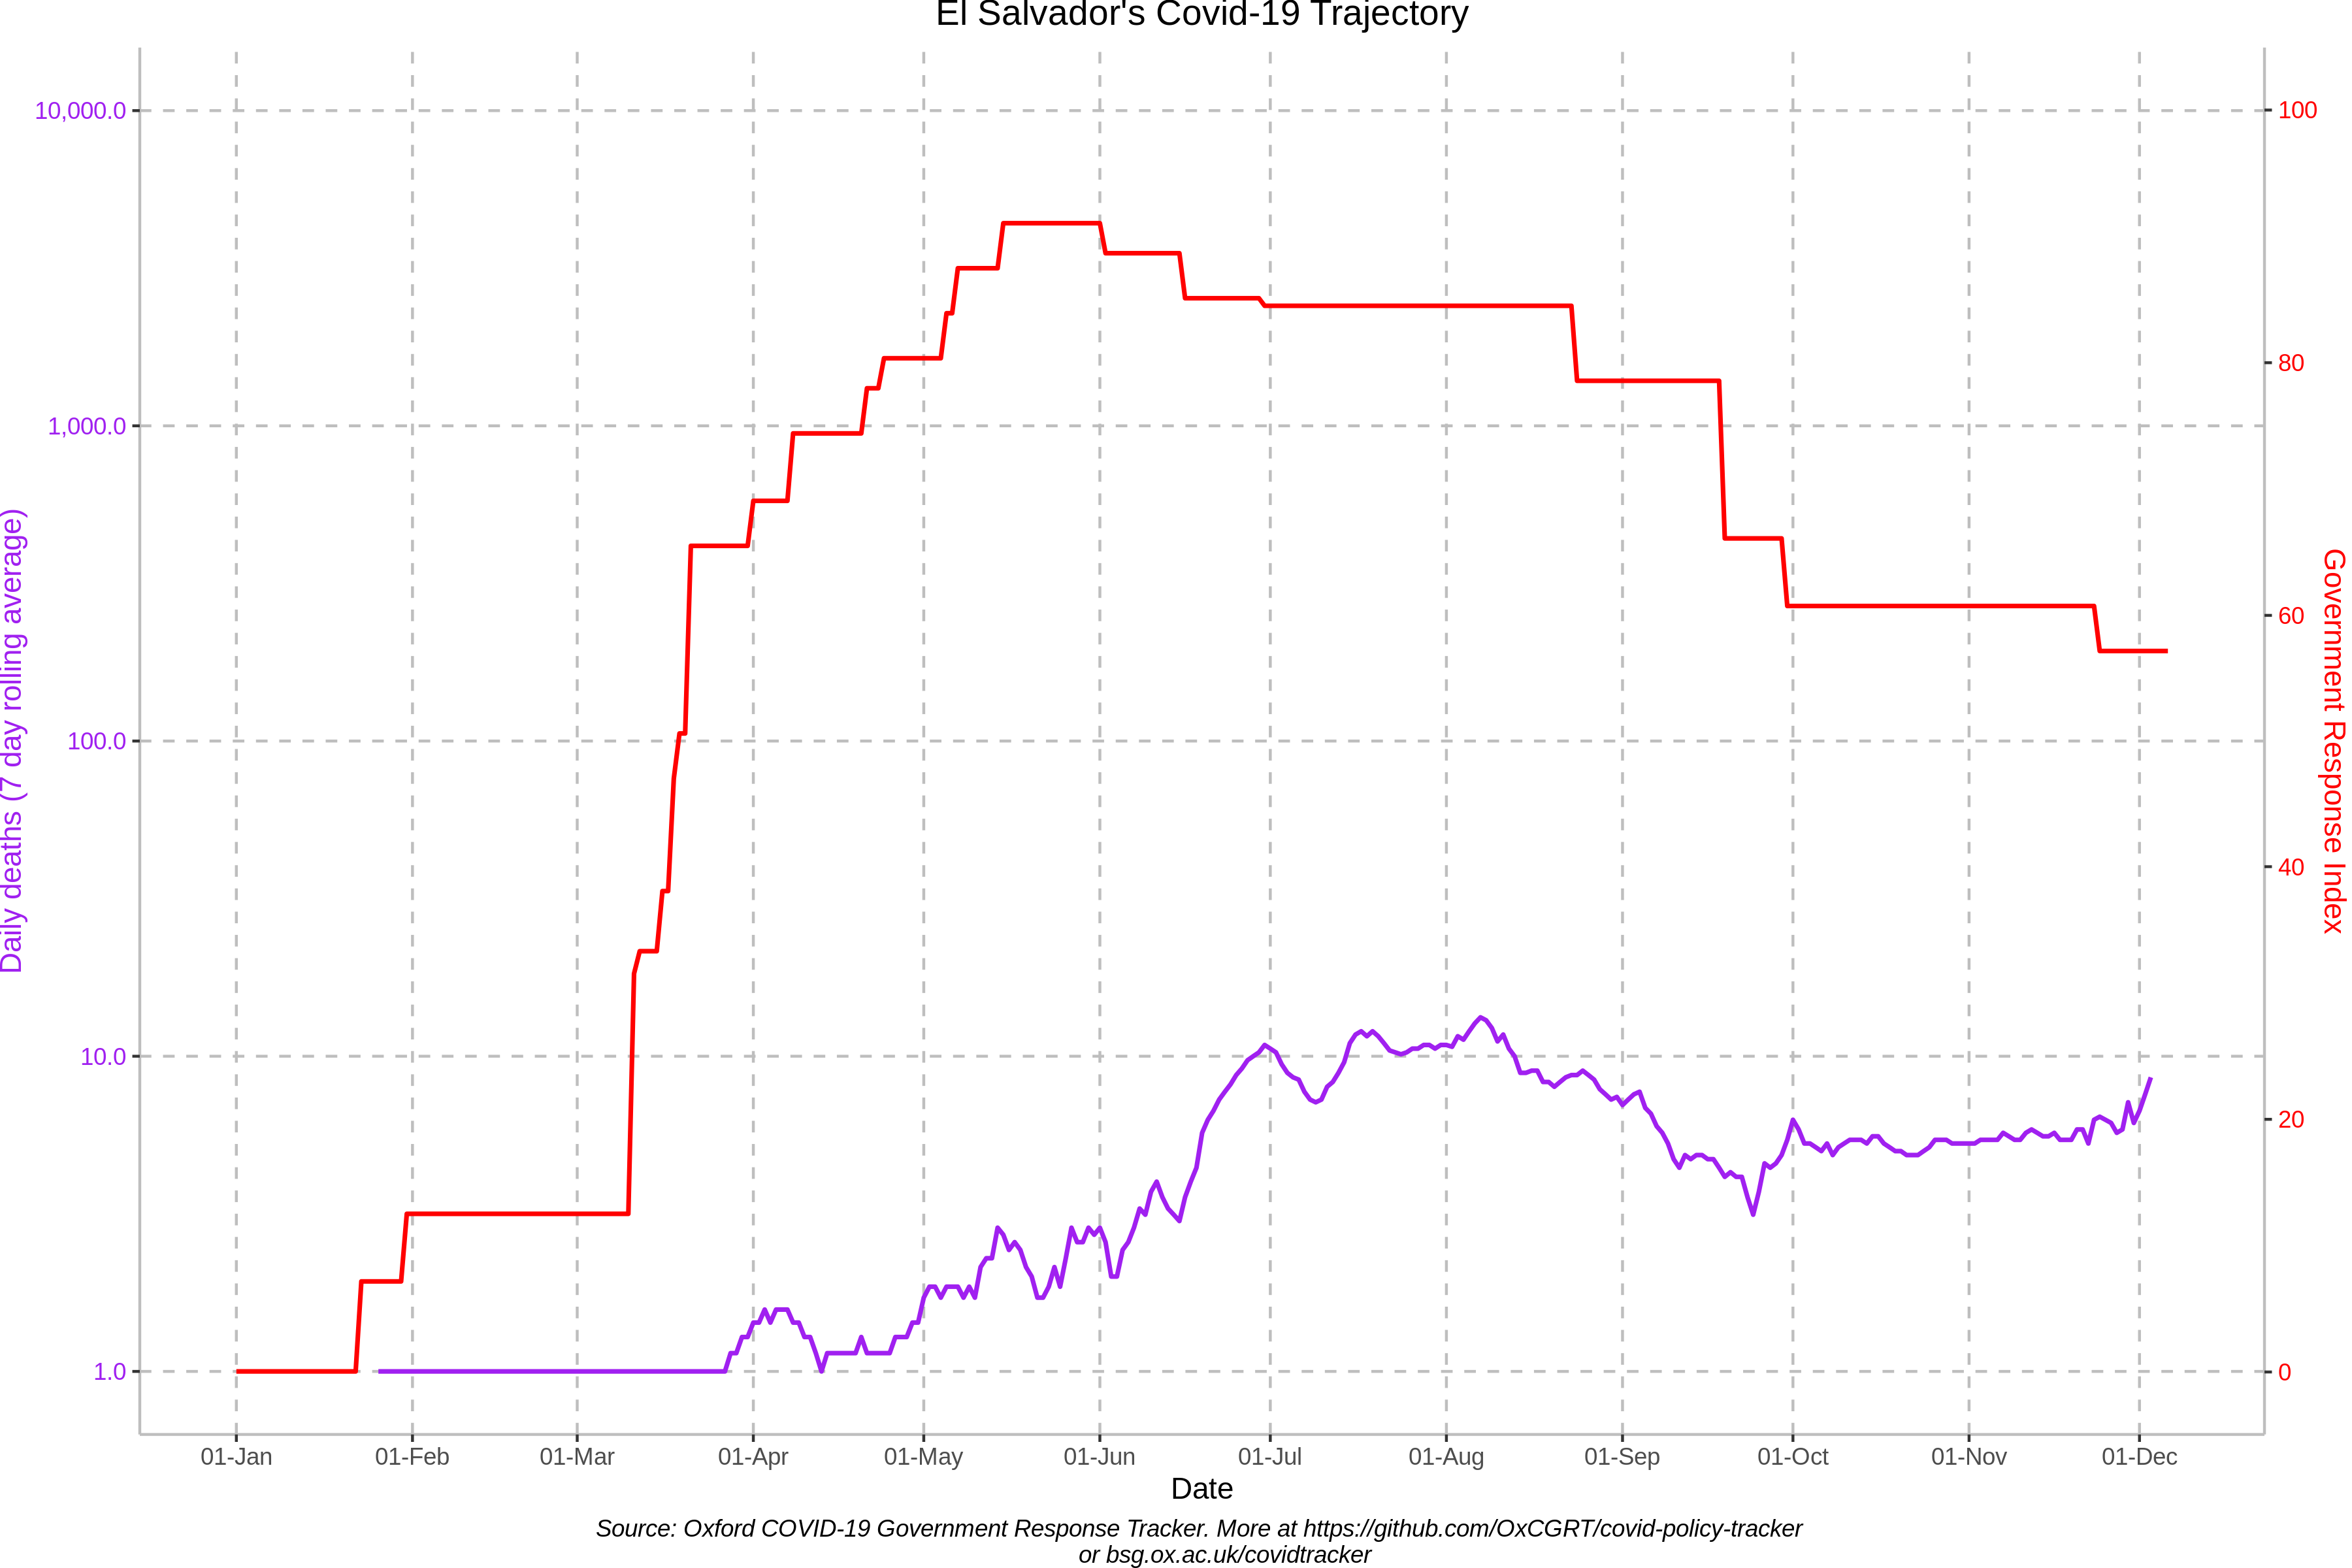 El Salvador's Covid-19 Trajectory
10,000.0
1,000.0
100.0
10.0
1.0
Daily deaths (7 day rolling average)
100
80
60
40
20
0
Government Response Index
01-Jan 01-Feb 01-Mar 01-Apr 01-May 01-Jun 01-Jul 01-Aug 01-Sep 01-Oct 01-Nov 01-Dec
Date
Source: Oxford COVID-19 Government Response Tracker. More at https://github.com/OxCGRT/covid-policy-tracker
or bsg.ox.ac.uk/covidtracker